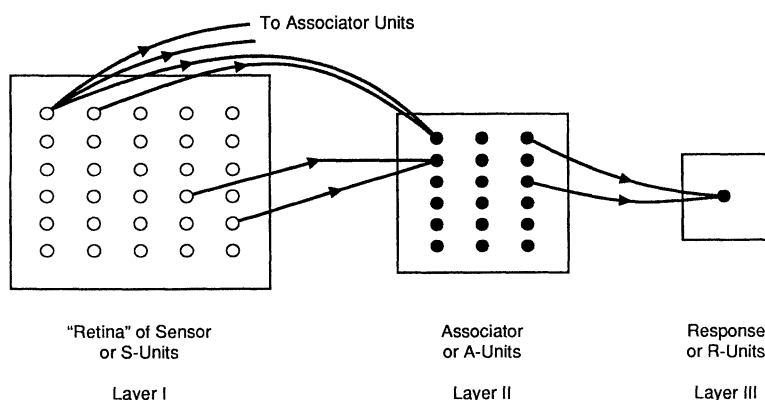 To Associator Units
"Retina" of Sensor
or S-Units
Layer I
Associator
or A-Units
Layer II
Response
or R-Units
Layer III